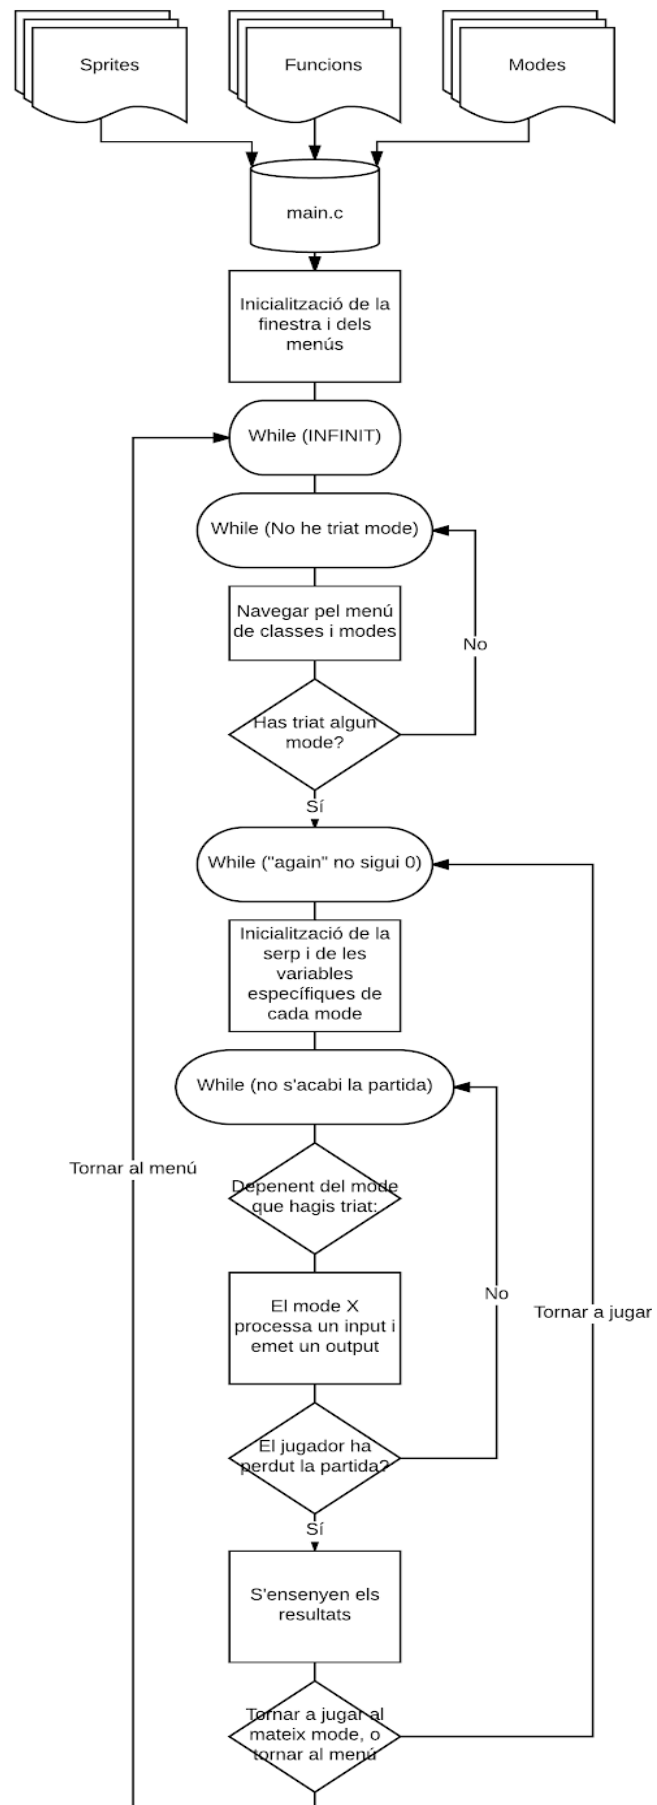 Sprites
Funcions
Modes
main.c
Inicialització de la
finestra i dels
menús
While (INFINIT)
While (No he triat mode)
Navegar pel menú
de classes i modes
No
Has triat algun
mode?
Sí
While ("again" no sigui 0)
Inicialització de la
serp i de les
variables
específiques de
cada mode
While (no s'acabi la partida)
Tornar al menú
Depenent del mode
que hagis triat:
El mode X
processa un input i
emet un output
No
Tornar a jugar
El jugador ha
perdut la partida?
Sí
S'ensenyen els
resultats
Tornar a jugar al
mateix mode, o
tornar al menú